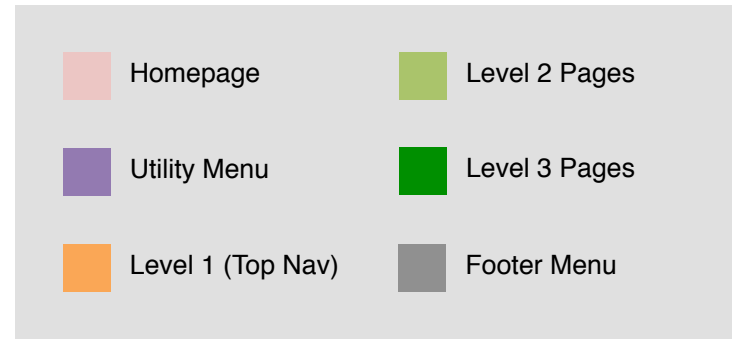 Homepage
Utility Menu
Level 1 (Top Nav)
Level 2 Pages
Level 3 Pages
Footer Menu